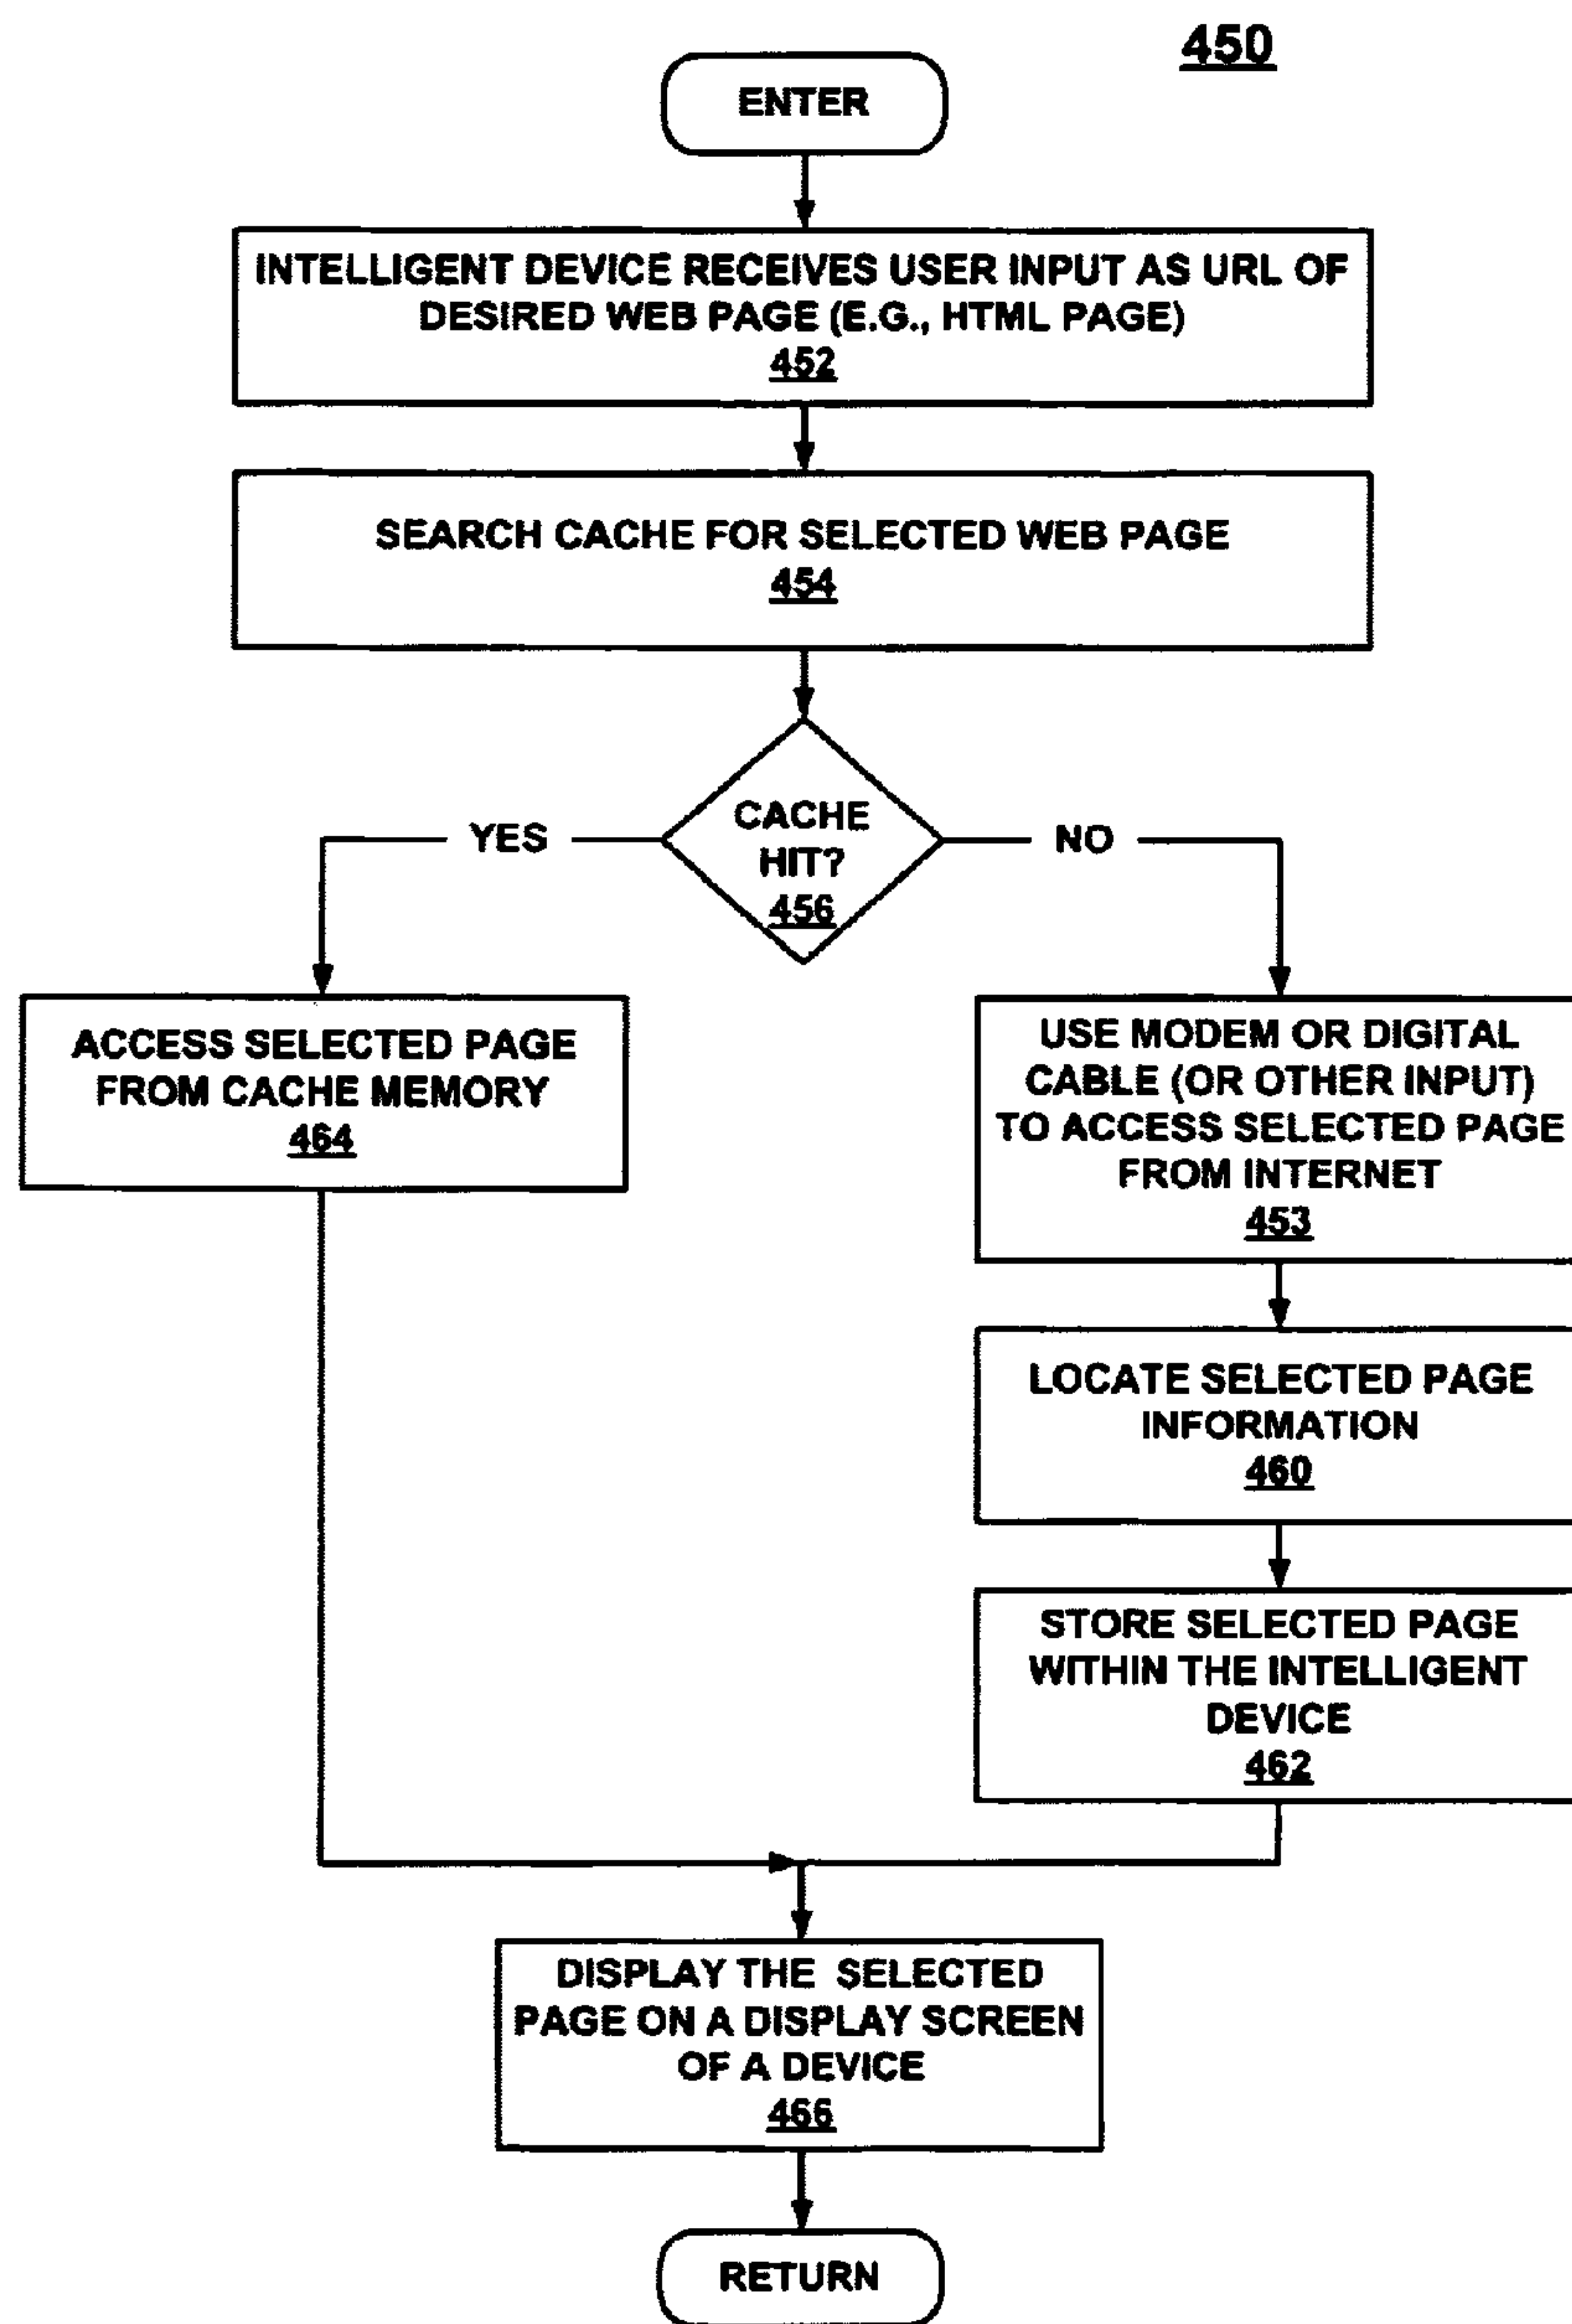 450
ENTER
INTELLIGENT DEVICE RECEIVES USER INPUT AS URL OF
DESIRED WEB PAGE (E.G., HTML PAGE)
452
SEARCH CACHE FOR SELECTED WEB PAGE
454
CACHE
HIT?
456
YES
NO
ACCESS SELECTED PAGE
FROM CACHE MEMORY
464
USE MODEM OR DIGITAL
CABLE (OR OTHER INPUT)
TO ACCESS SELECTED PAGE
FROM INTERNET
453
LOCATE SELECTED PAGE
INFORMATION
460
STORE SELECTED PAGE
WITHIN THE INTELLIGENT
DEVICE
462
DISPLAY THE SELECTED
PAGE ON A DISPLAY SCREEN
OF A DEVICE
466
RETURN